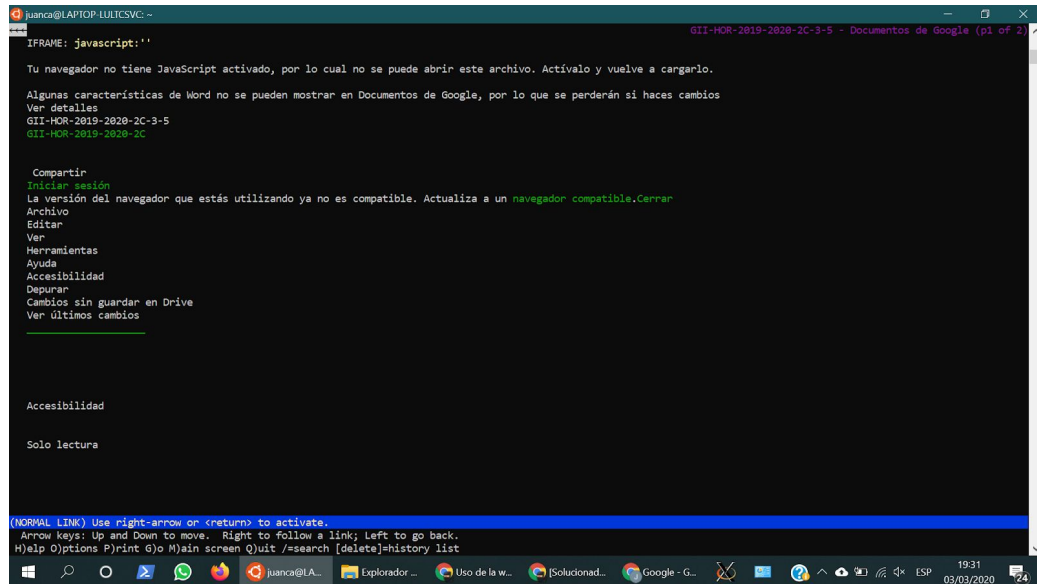 juanca@LAPTOP-LULTCSVC: ~
GII-HOR-2019-2020-2C-3-5 - Documentos de Google (p1 of 2)
IFRAME: javascript:''
Tu navegador no tiene JavaScript activado, por lo cual no se puede abrir este archivo. Actívalo y vuelve a cargarlo.
Algunas características de Word no se pueden mostrar en Documentos de Google, por lo que se perderán si haces cambios
Ver detalles
GII-HOR-2019-2020-2C-3-5
GII-HOR-2019-2020-2C
Compartir
Iniciar sesión
La versión del navegador que estás utilizando ya no es compatible. Actualiza a un navegador compatible.Cerrar
Archivo
Editar
Ver
Herramientas
Ayuda
Accesibilidad
Depurar
Cambios sin guardar en Drive
Ver últimos cambios
____________________
Accesibilidad
Solo lectura
(NORMAL LINK) Use right-arrow or <return> to activate.
Arrow keys: Up and Down to move. Right to follow a link; Left to go back.
H)elp O)ptions P)rint G)o M)ain screen Q)uit /=search [delete]=history list
juanca@LA... Explorador ... Uso de la w... [Solucionad... Google - G... ESP 19:31
03/03/2020 24